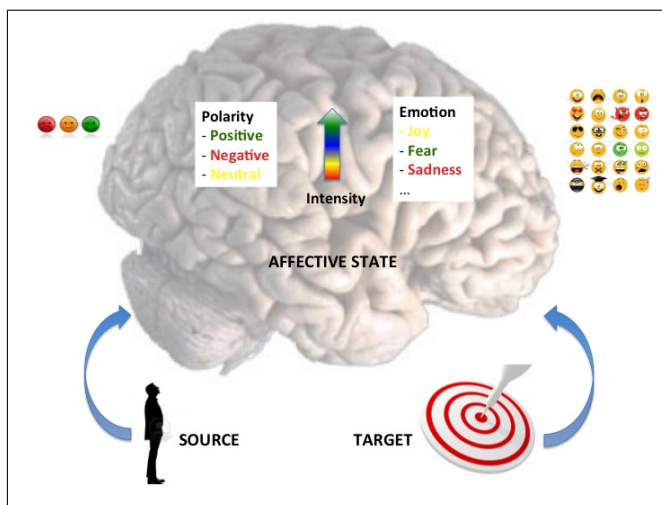 Polarity
- Positive
- Negative
- Neutral
Intensity
Emotion
- Joy
- Fear
- Sadness
...
AFFECTIVE STATE
SOURCE
TARGET